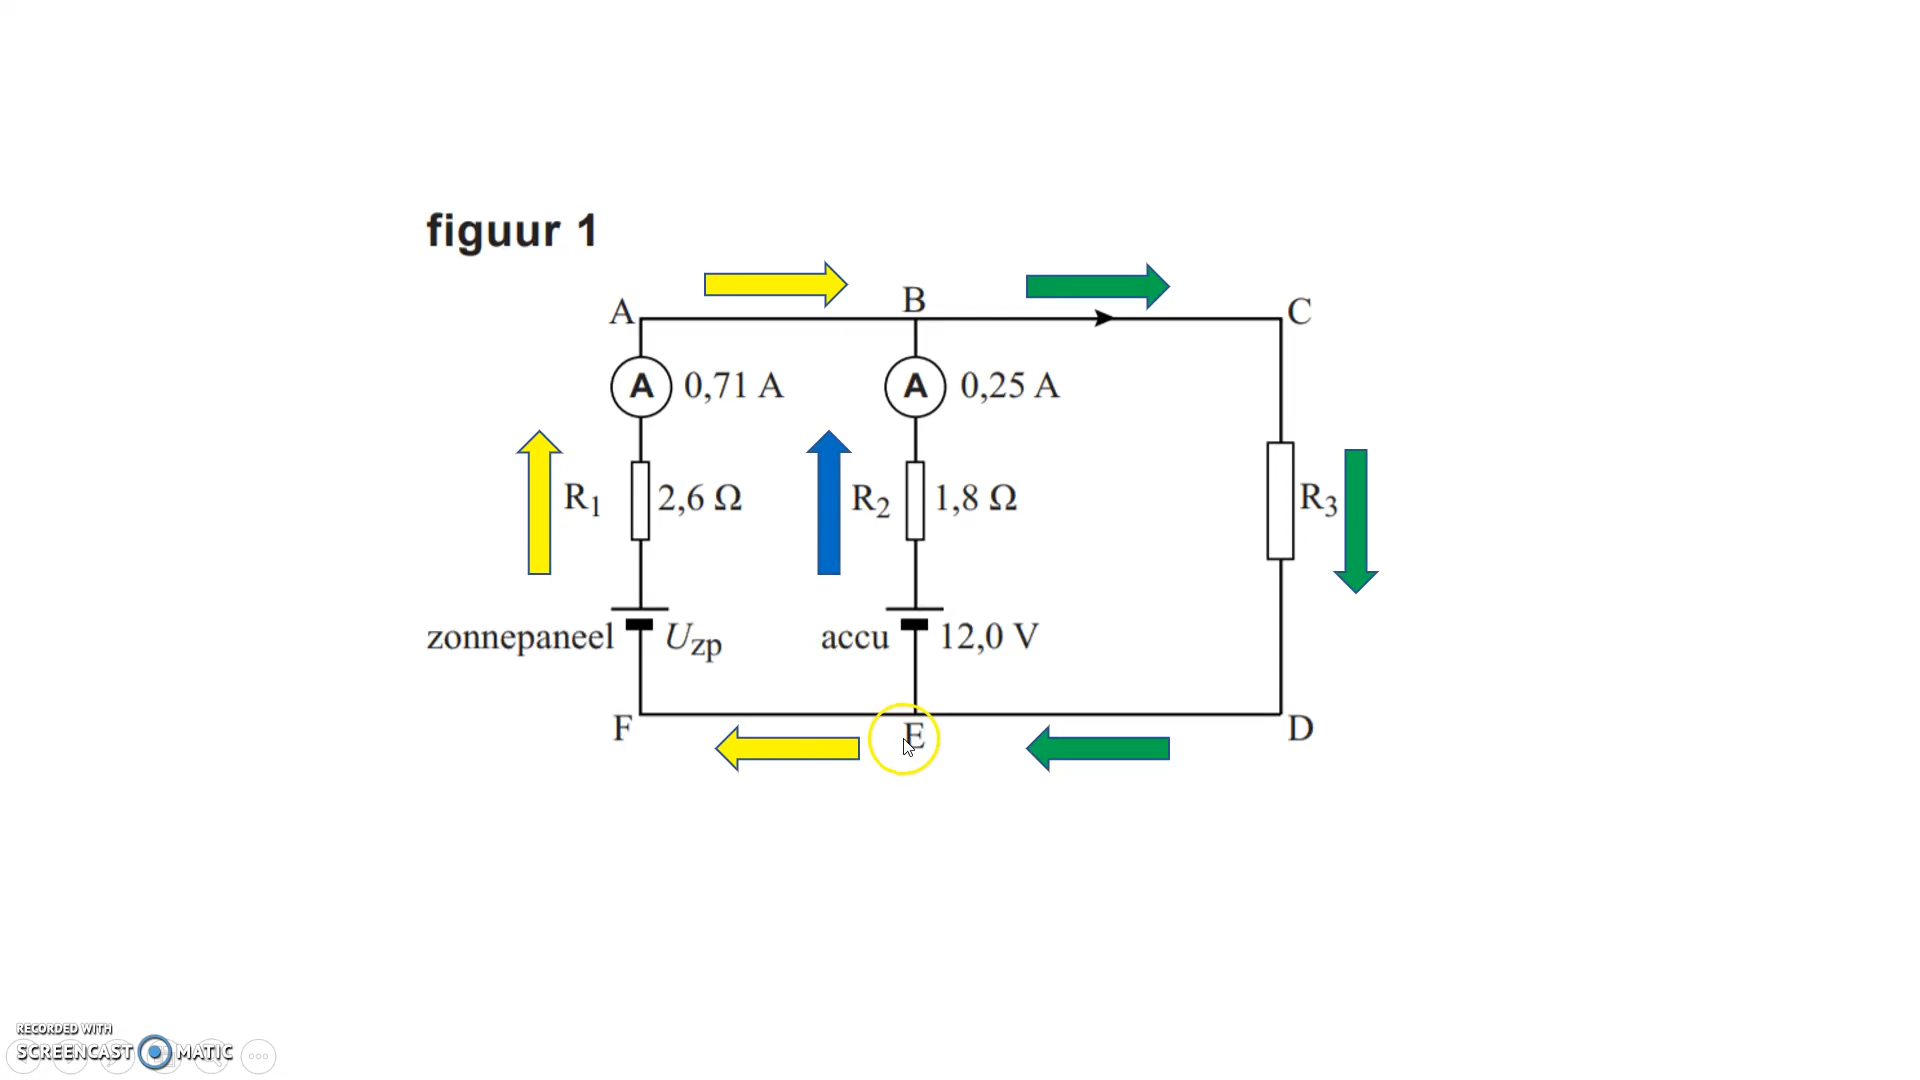 figuur 1
A
B
C
A 0,71 A
A 0,25 A
R1
2,6 Ω
R2
1,8 Ω
R3
zonnepaneel
Uzp
accu
12,0 V
F
E
D
RECORDED WITH
SCREENCAST MATIC